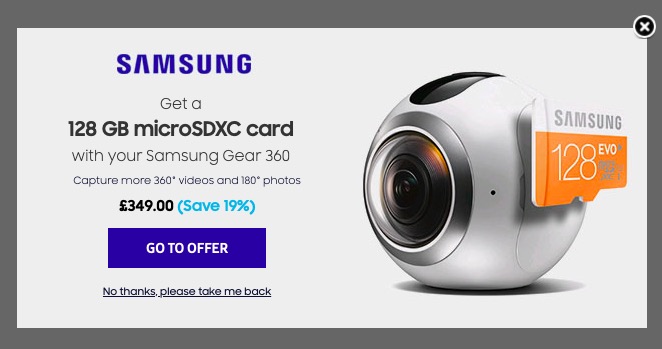 SAMSUNG
Get a
128 GB microSDXC card
with your Samsung Gear 360
Capture more 360° videos and 180° photos
£349.00 (Save 19%)
GO TO OFFER
No thanks, please take me back
SAMSUNG
128 EVO